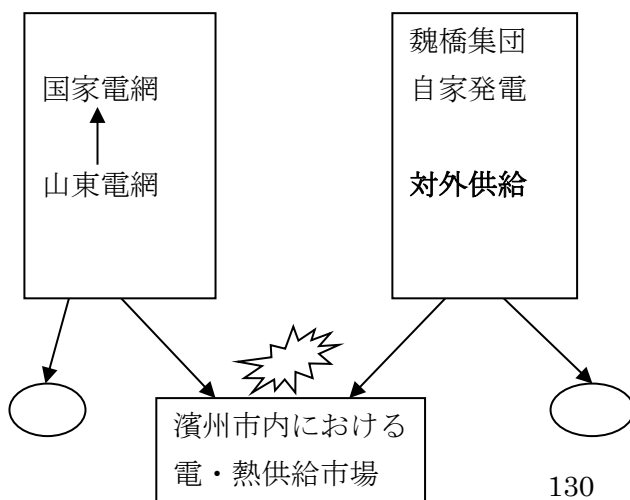 国家電網
山東電網
魏橋集団
自家発電
対外供給
濱州市内における
電・熱供給市場
130